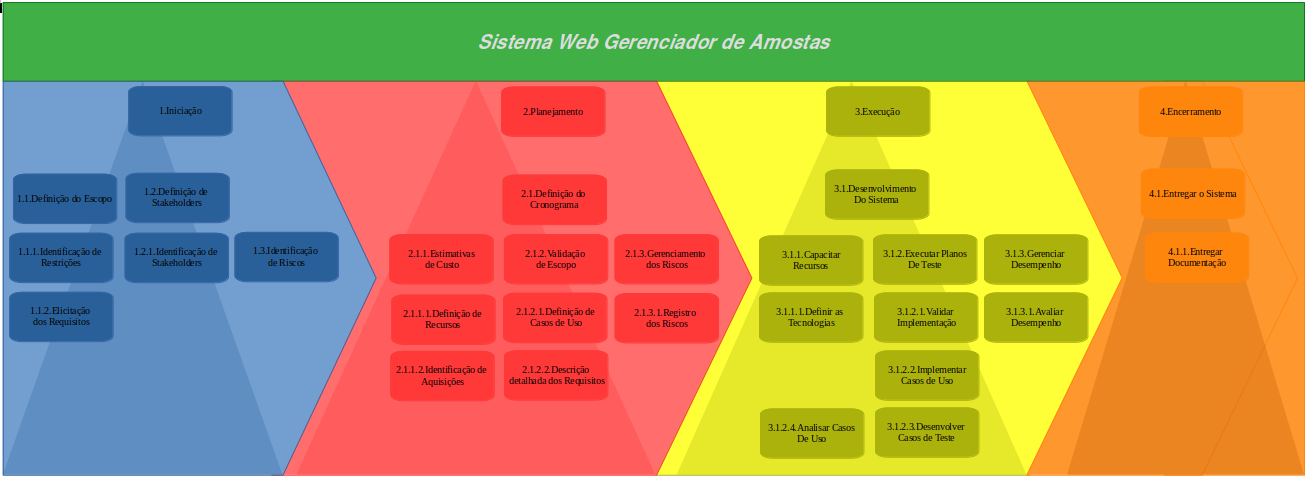 Sistema Web Gerenciador de Amostas
1.Iniciação
1.1.Definição do Escopo
1.2.Definição de
Stakeholders
1.1.1.Identificação de
Restrições
1.2.1.Identificação de
Stakeholders
1.3.Identificação
de Riscos
1.1.2.Elicitação
dos Requisitos
2.Planejamento
2.1.Definição do
Cronograma
2.1.1.Estimativas
de Custo
2.1.2.Validação
de Escopo
2.1.3.Gerenciamento
dos Riscos
2.1.1.1.Definição de
Recursos
2.1.2.1.Definição de
Casos de Uso
2.1.3.1.Registro
dos Riscos
2.1.1.2.Identificação de
Aquisições
2.1.2.2.Descrição
detalhada dos Requisitos
3.Execução
3.1.Desenvolvimento
Do Sistema
3.1.1.Capacitar
Recursos
3.1.2.Executar Planos
De Teste
3.1.3.Gerenciar
Desempenho
3.1.1.1.Definir as
Tecnologias
3.1.2.1.Validar
Implementação
3.1.3.1.Avaliar
Desempenho
3.1.2.2.Implementar
Casos de Uso
3.1.2.4.Analisar Casos
De Uso
3.1.2.3.Desenvolver
Casos de Teste
4.Encerramento
4.1.Entregar o Sistema
4.1.1.Entregar
Documentação